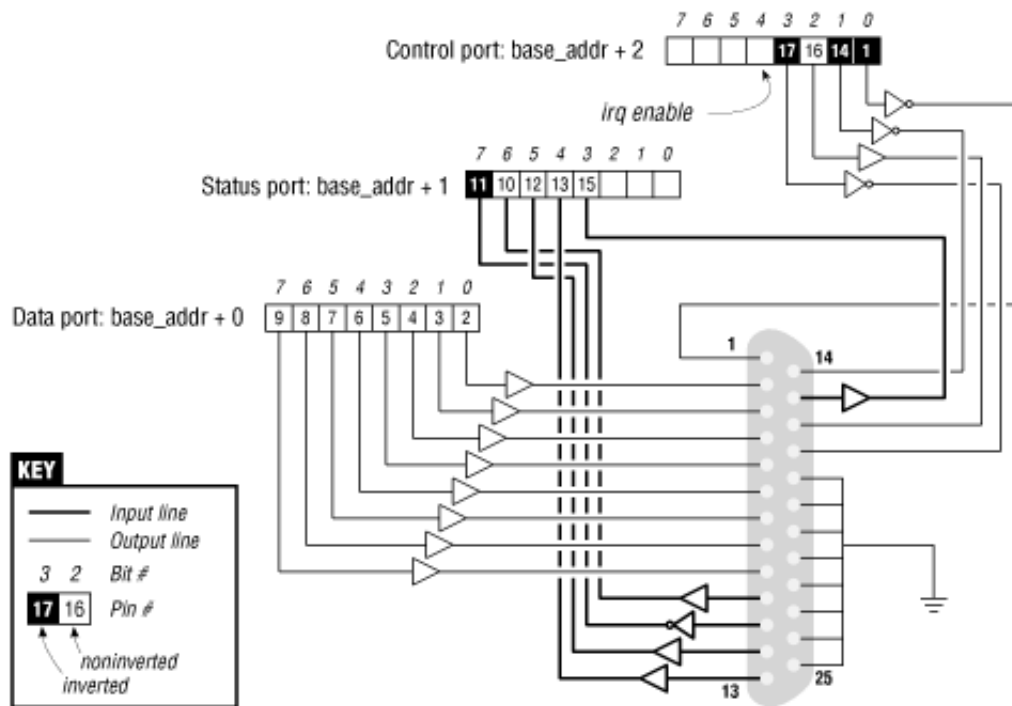 7 6 5 4 3 2 1 0
Control port: base_addr + 2
17 16 14 1
irq enable
7 6 5 4 3 2 1 0
Status port: base_addr + 1
11 10 12 13 15
7 6 5 4 3 2 1 0
Data port: base_addr + 0
9 8 7 6 5 4 3 2
1
14
KEY
Input line
Output line
3 2 Bit #
17 16 Pin #
noninverted
inverted
13
25